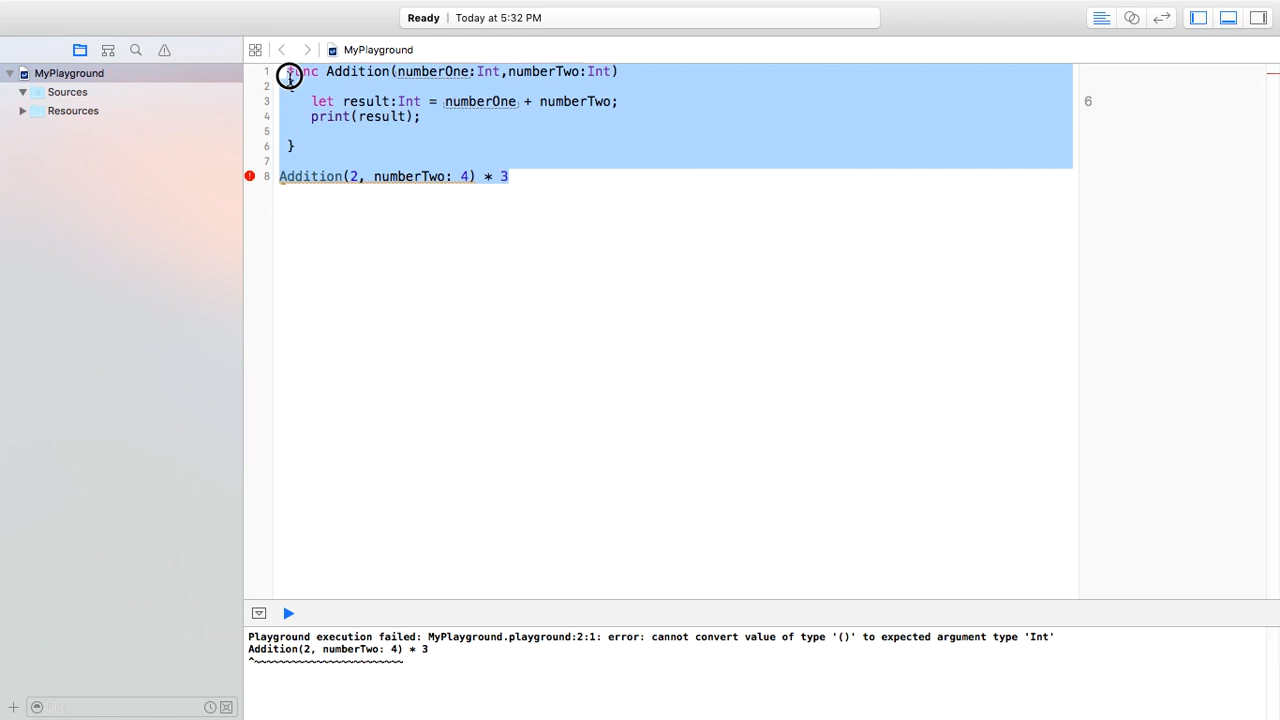 Ready Today at 5:32 PM
MyPlayground
MyPlayground
Sources
Resources
1 func Addition(numberOne:Int,numberTwo:Int)
2
3 let result:Int = numberOne + numberTwo; 6
4 print(result);
5
6 }
7
8 Addition(2, numberTwo: 4) * 3
Playground execution failed: MyPlayground.playground:2:1: error: cannot convert value of type '()' to expected argument type 'Int'
Addition(2, numberTwo: 4) * 3
^~~~~~~~~~~~~~~~~~~~~~~~~
Filter